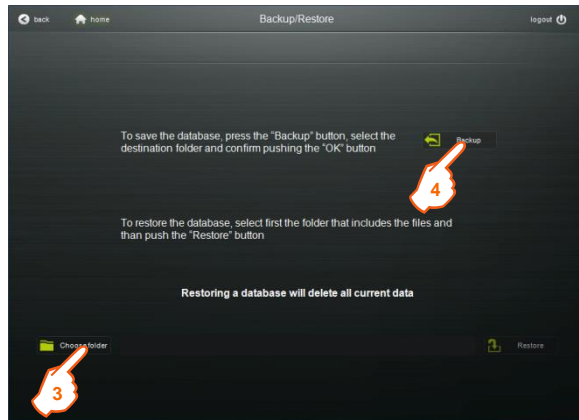 back home Backup/Restore logout
To save the database, press the "Backup" button, select the
destination folder and confirm pushing the "OK" button
Backup
4
To restore the database, select first the folder that includes the files and
than push the "Restore" button
Restoring a database will delete all current data
Choose folder Restore
3